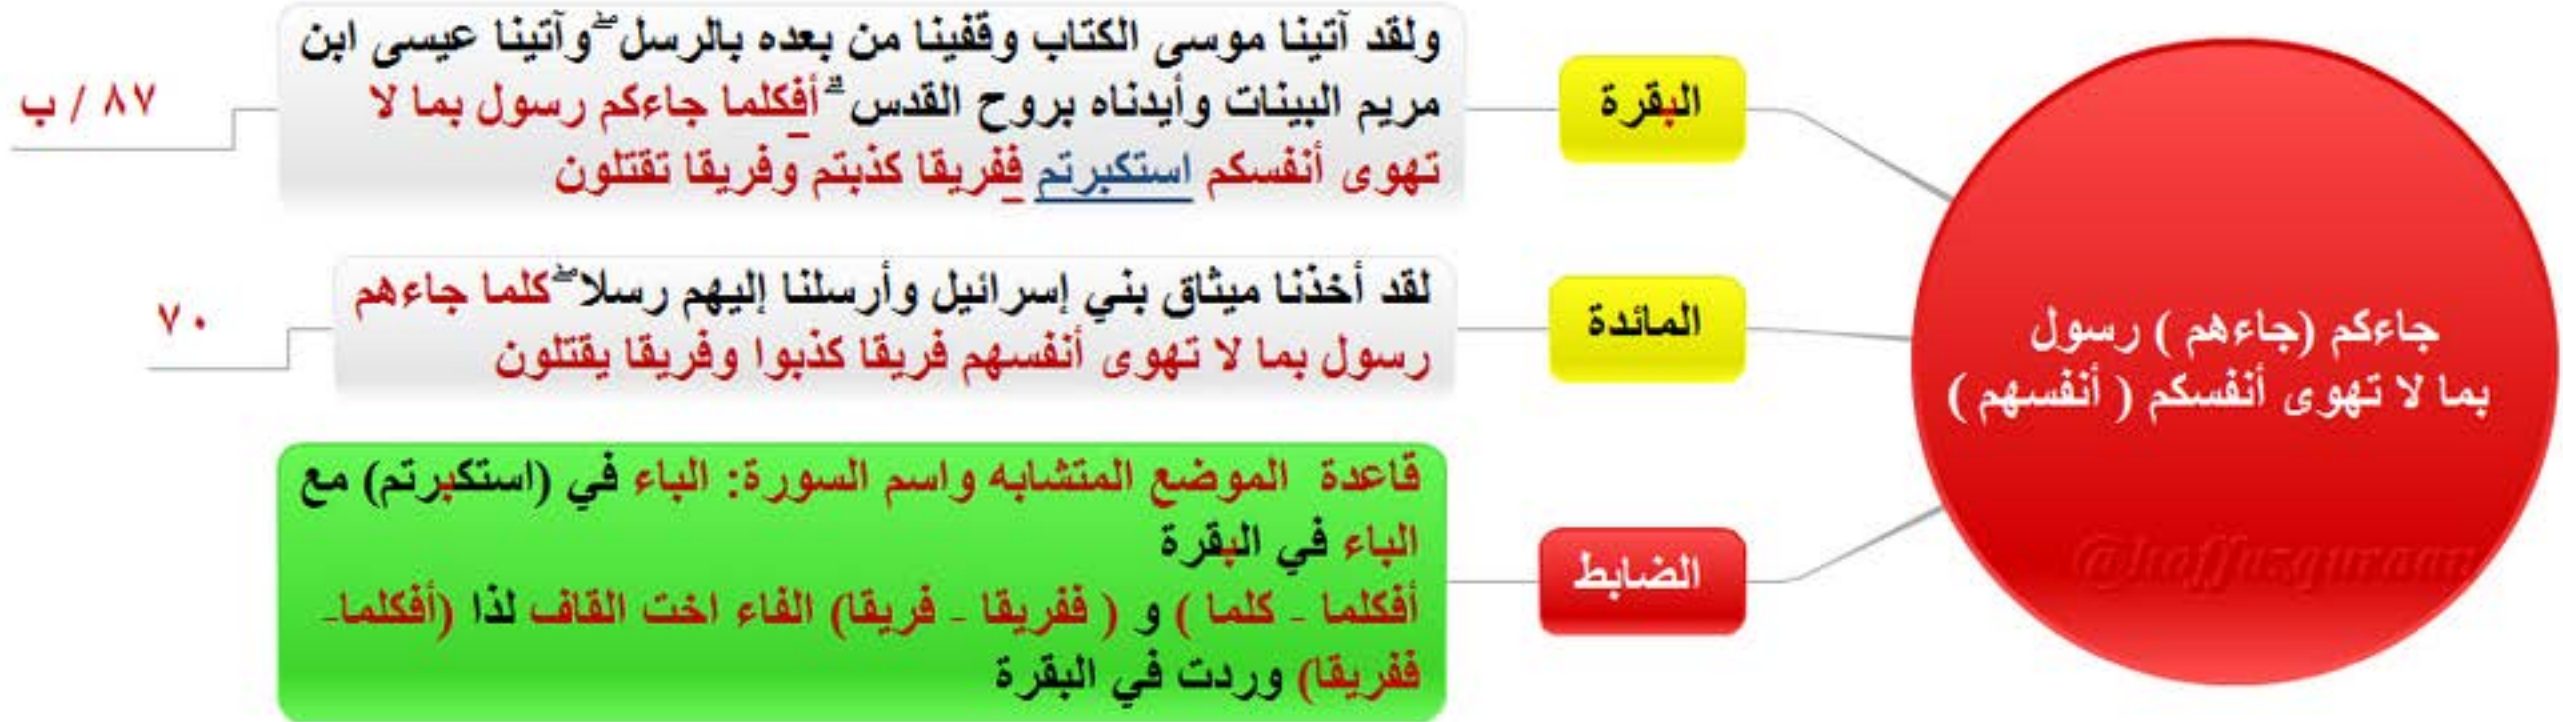 جاءكم (جاءهم ) رسول
بما لا تهوى أنفسكم ( أنفسهم )
البقرة
ولقد آتينا موسى الكتاب وقفينا من بعده بالرسل ۖ وآتينا عيسى ابن
مريم البينات وأيدناه بروح القدس ۗ أفكلما جاءكم رسول بما لا
تهوى أنفسكم استكبرتم ففريقا كذبتم وفريقا تقتلون
٨٧ / ب
المائدة
لقد أخذنا ميثاق بني إسرائيل وأرسلنا إليهم رسلا ۖ كلما جاءهم
رسول بما لا تهوى أنفسهم فريقا كذبوا وفريقا يقتلون
٧٠
الضابط
قاعدة الموضع المتشابه واسم السورة: الباء في (استكبرتم) مع
الباء في البقرة
أفكلما - كلما ) و ( ففريقا - فريقا) الفاء اخت القاف لذا (أفكلما-
ففريقا) وردت في البقرة
@haffazquraan